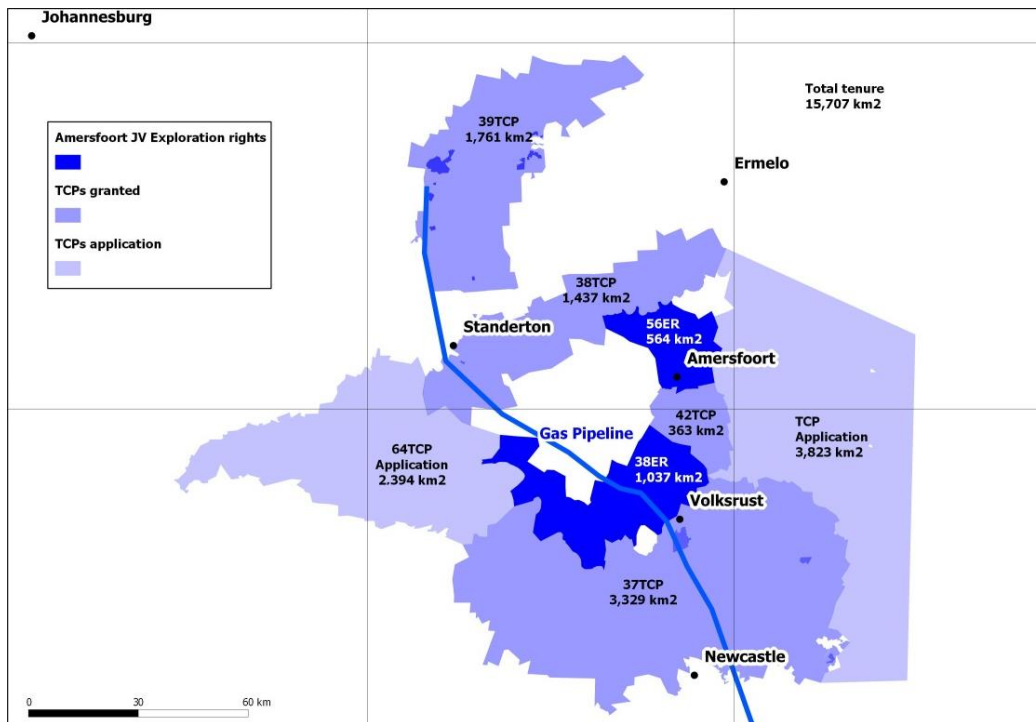 Johannesburg
Total tenure
15,707 km2
39TCP
1,761 km2
Amersfoort JV Exploration rights
TCPs granted
TCPs application
Ermelo
38TCP
1,437 km2
56ER
564 km2
Standerton
Amersfoort
42TCP
363 km2
TCP
Application
3,823 km2
Gas Pipeline
64TCP
Application
2.394 km2
38ER
1,037 km2
Volksrust
37TCP
3,329 km2
Newcastle
0 30 60 km